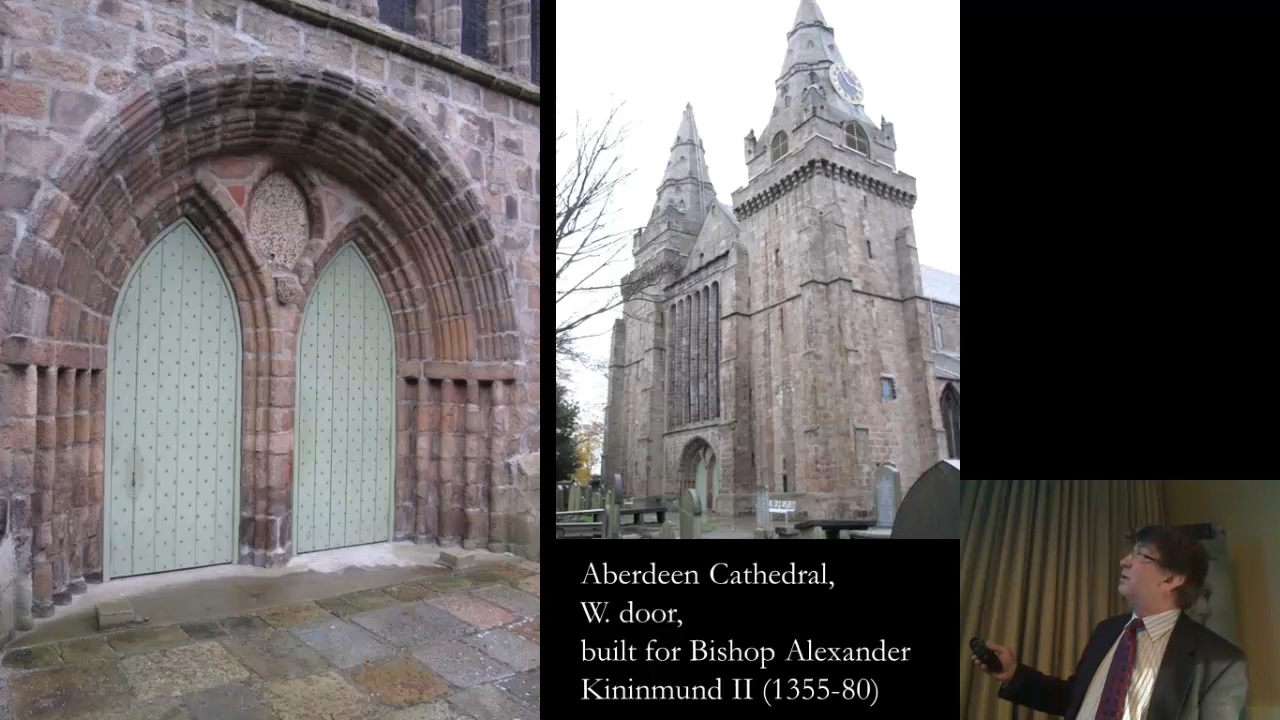 Aberdeen Cathedral,
W. door,
built for Bishop Alexander
Kininmund II (1355-80)